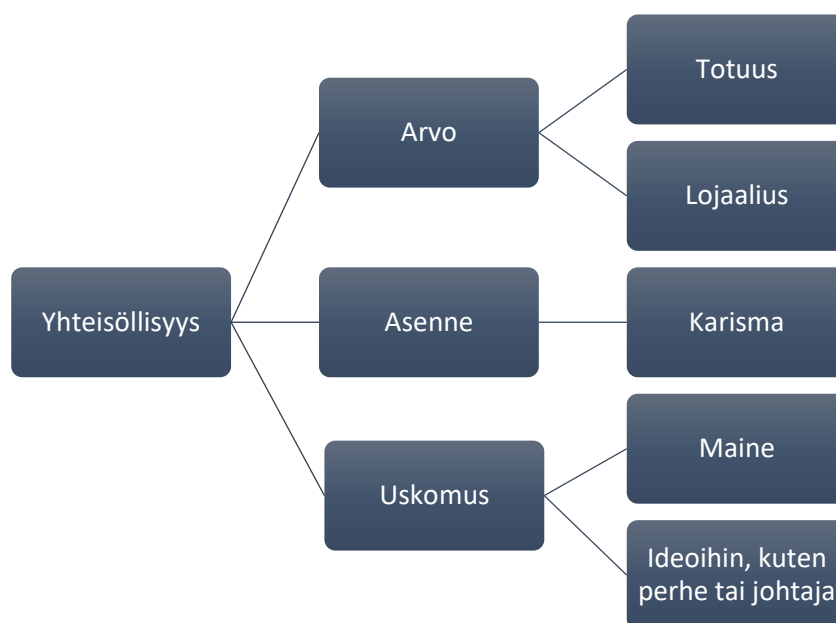 Totuus
Arvo
Lojaalius
Yhteisöllisyys
Asenne
Karisma
Maine
Uskomus
Ideoihin, kuten
perhe tai johtaja